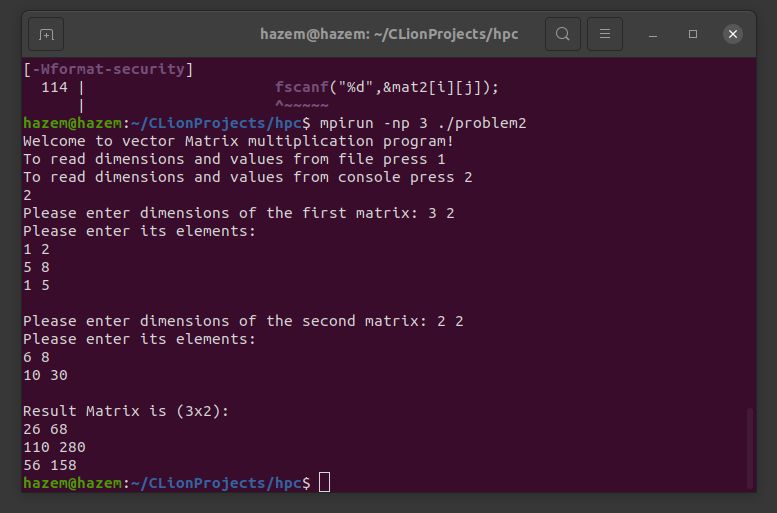 hazem@hazem: ~/CLionProjects/hpc
[-Wformat-security]
  114 |                      fscanf("%d",&mat2[i][j]);
      |                      ^~~~~~
hazem@hazem:~/CLionProjects/hpc$ mpirun -np 3 ./problem2
Welcome to vector Matrix multiplication program!
To read dimensions and values from file press 1
To read dimensions and values from console press 2
2
Please enter dimensions of the first matrix: 3 2
Please enter its elements:
1 2
5 8
1 5
Please enter dimensions of the second matrix: 2 2
Please enter its elements:
6 8
10 30
Result Matrix is (3x2):
26 68
110 280
56 158
hazem@hazem:~/CLionProjects/hpc$